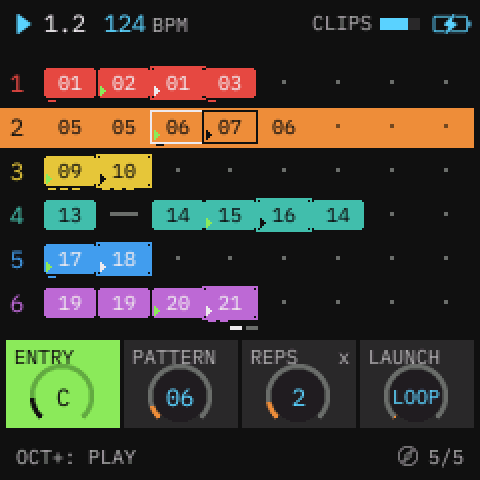 1.2 124 BPM CLIPS
1 01 02 01 03
2 05 05 06 07 06
3 09 10
4 13 — 14 15 16 14
5 17 18
6 19 19 20 21
ENTRY PATTERN REPS x LAUNCH
C 06 2 LOOP
OCT+: PLAY 5/5